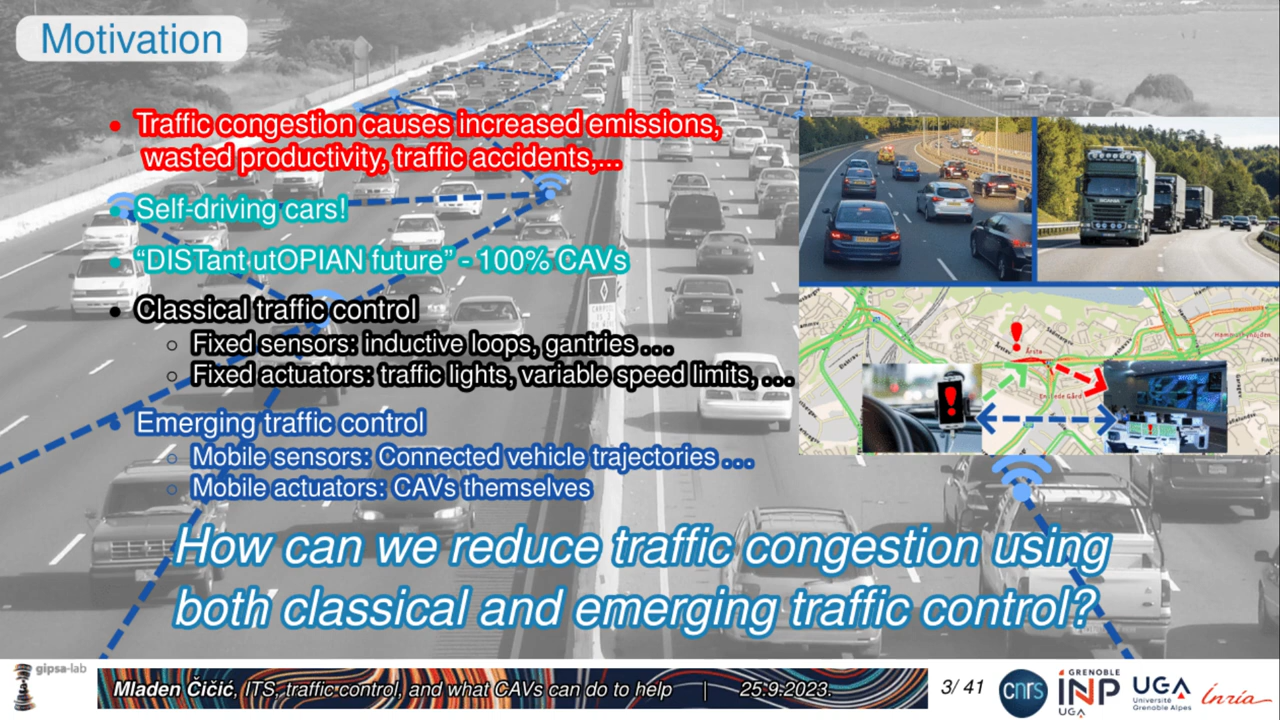 Motivation
• Traffic congestion causes increased emissions,
wasted productivity, traffic accidents,...
• Self-driving cars!
• “DISTant utOPIAN future” - 100% CAVs
• Classical traffic control
○ Fixed sensors: inductive loops, gantries ...
○ Fixed actuators: traffic lights, variable speed limits, ...
• Emerging traffic control
○ Mobile sensors: Connected vehicle trajectories ...
○ Mobile actuators: CAVs themselves
How can we reduce traffic congestion using
both classical and emerging traffic control?
SCANIA
gipsa-lab
Mladen Čičić, ITS, traffic control, and what CAVs can do to help | 25.9.2023.
3/ 41
cnrs
GRENOBLE
INP
UGA
UGA
Université
Grenoble Alpes
Inria